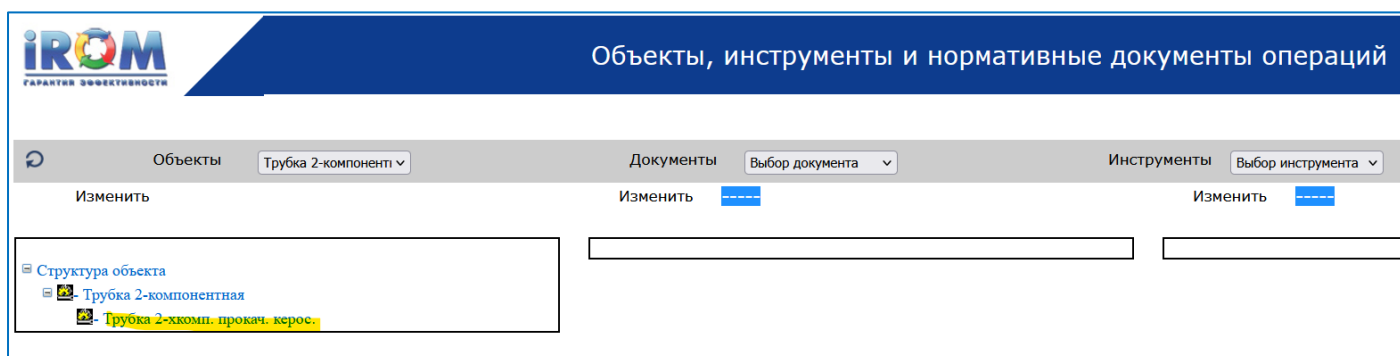 iROM
ГАРАНТИЯ ЭФФЕКТИВНОСТИ
Объекты, инструменты и нормативные документы операций
Объекты Трубка 2-компонентн Документы Выбор документа Инструменты Выбор инструмента
Изменить Изменить ----- Изменить -----
Структура объекта
- Трубка 2-компонентная
- Трубка 2-хкомп. прокач. керос.